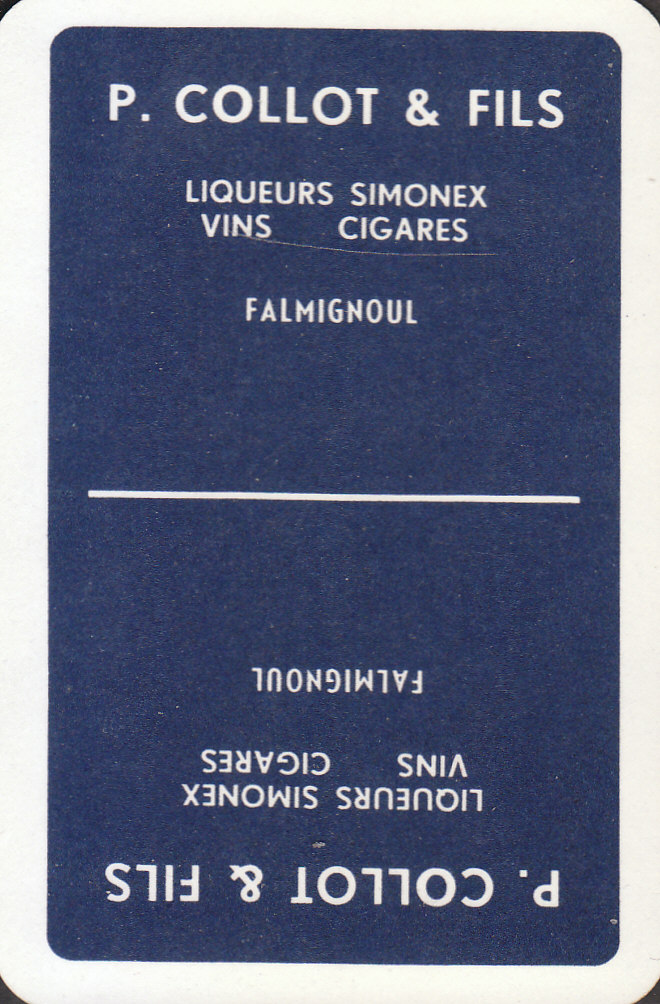 P. COLLOT & FILS
LIQUEURS SIMONEX
VINS CIGARES
FALMIGNOUL
P. COLLOT & FILS
LIQUEURS SIMONEX
VINS CIGARES
FALMIGNOUL